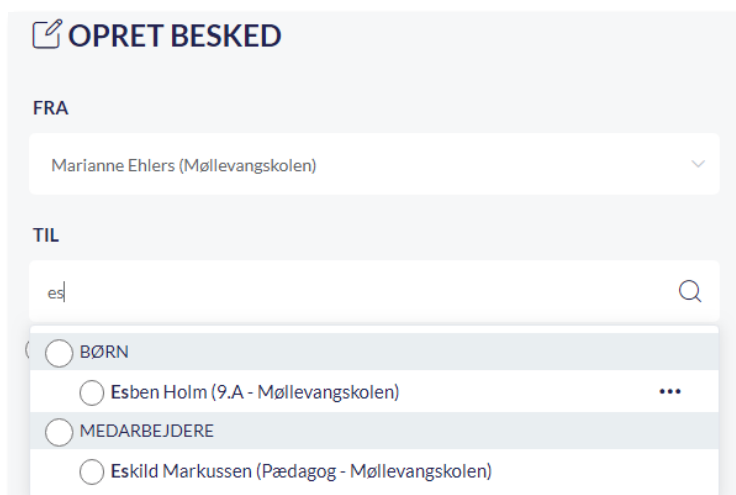 OPRET BESKED
FRA
Marianne Ehlers (Møllevangskolen)
TIL
es
BØRN
Esben Holm (9.A - Møllevangskolen)
MEDARBEJDERE
Eskild Markussen (Pædagog - Møllevangskolen)